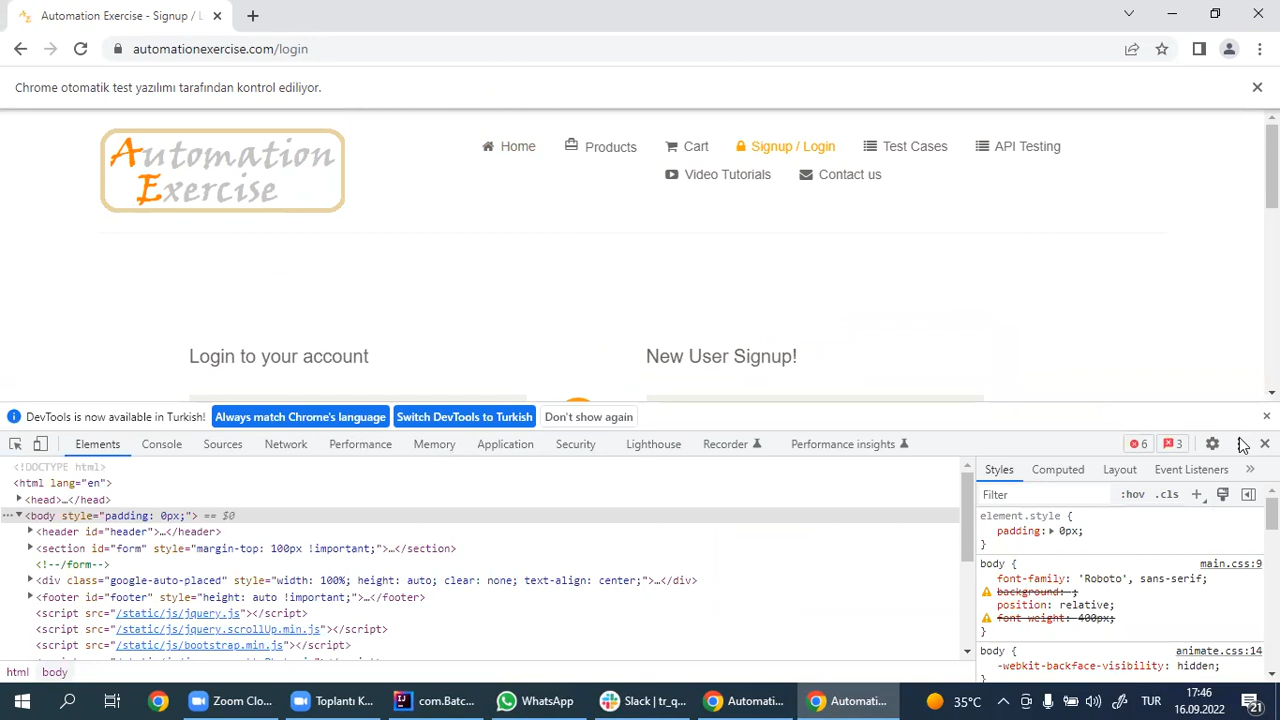 Automation Exercise - Signup / L
automationexercise.com/login
Chrome otomatik test yazılımı tarafından kontrol ediliyor.
Automation
Exercise
Home
Products
Cart
Signup / Login
Test Cases
API Testing
Video Tutorials
Contact us
Login to your account
New User Signup!
DevTools is now available in Turkish!
Always match Chrome's language
Switch DevTools to Turkish
Don't show again
Elements
Console
Sources
Network
Performance
Memory
Application
Security
Lighthouse
Recorder
Performance insights
6
3
<!DOCTYPE html>
<html lang="en">
<head>…</head>
<body style="padding: 0px;"> == $0
<header id="header">…</header>
<section id="form" style="margin-top: 100px !important;">…</section>
<!--/form-->
<div class="google-auto-placed" style="width: 100%; height: auto; clear: none; text-align: center;">…</div>
<footer id="footer" style="height: auto !important;">…</footer>
<script src="/static/js/jquery.js"></script>
<script src="/static/js/jquery.scrollUp.min.js"></script>
<script src="/static/js/bootstrap.min.js"></script>
html
body
Styles
Computed
Layout
Event Listeners
Filter
:hov
.cls
element.style {
padding: 0px;
}
body {
main.css:9
font-family: 'Roboto', sans-serif;
background: ;
position: relative;
font-weight: 400px;
}
body {
animate.css:14
-webkit-backface-visibility: hidden;
Zoom Clo...
Toplantı K...
com.Batc...
WhatsApp
Slack | tr_q...
Automati...
Automati...
35°C
TUR
17:46
16.09.2022
21